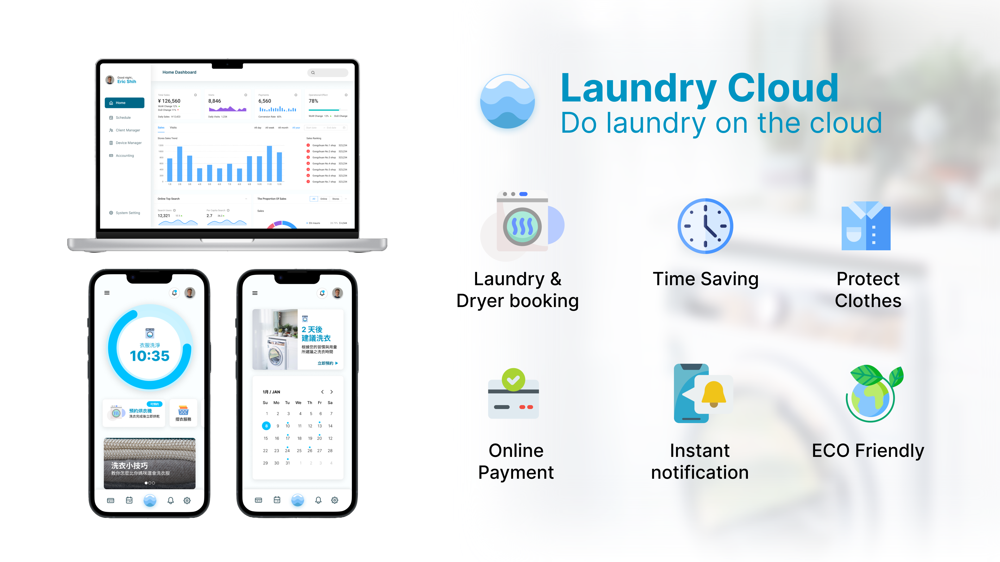 Good night,
Eric Shih
Home
Schedule
Client Manager
Device Manager
Accounting
System Setting
Home Dashboard
Total Sales
¥ 126,560
WoW Change 12%
DoD Change 11%
Daily Sales ¥12,423
Visits
8,846
Daily Visits 1,234
Payments
6,560
Conversion Rate 60%
Operational Effect
78%
WoW Change 12% DoD Change
Sales Visits
All day All week All month All year Start date End date
Stores Sales Trend
1200
1000
800
600
400
200
0
1月 2月 3月 4月 5月 6月 7月 8月 9月 10月 11月 12月
Sales Ranking
1 Gongzhuan No.1 shop 323,234
2 Gongzhuan No.2 shop 323,234
3 Gongzhuan No.3 shop 323,234
4 Gongzhuan No.4 shop 323,234
5 Gongzhuan No.5 shop 323,234
6 Gongzhuan No.6 shop 323,234
7 Gongzhuan No.7 shop 323,234
Online Top Search
Search Users
12,321 17.1
Per Capita Search
2.7 26.2
The Proportion Of Sales
All Online Stores
Sales
Elit mauris 28.79% $ 4,544
衣服洗淨
10:35
可預約
預約烘衣機
洗衣完成後立即烘乾
摺衣服務
洗衣小技巧
教你怎麼比你媽咪還會洗衣服
2 天後
建議洗衣
根據您的習慣與用量
所建議之洗衣時間
立即預約
1月 / JAN
Su Mo Tu We Th Fr Sa
1 2 3 4 5 6 7
8 9 10 11 12 13 14
15 16 17 18 19 20 12
22 23 24 25 26 27 28
29 30 31 1 2 3 4
Laundry Cloud
Do laundry on the cloud
Laundry &
Dryer booking
Time Saving
Protect
Clothes
Online
Payment
Instant
notification
ECO Friendly